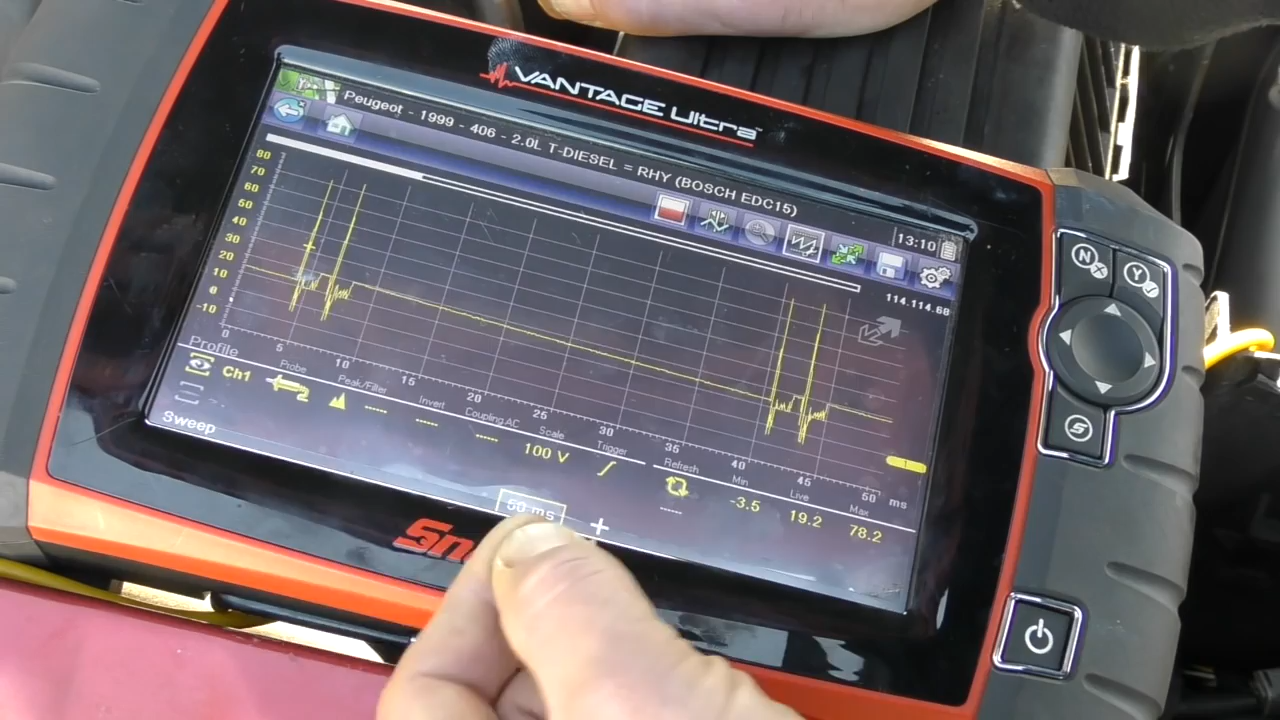 VANTAGE Ultra™
Peugeot - 1999 - 406 - 2.0L T-DIESEL = RHY (BOSCH EDC15)
13:10
114.114.68
80
70
60
50
40
30
20
10
0
-10
0 5 10 15 20 25 30 35 40 45 50 ms
Profile
Probe Peak/Filter Invert Coupling AC Scale Trigger Refresh Min Live Max
Ch1 ----- ----- ----- 100 V ----- -3.5 19.2 78.2
1
Sweep
50 ms +
Sn
N
Y
S